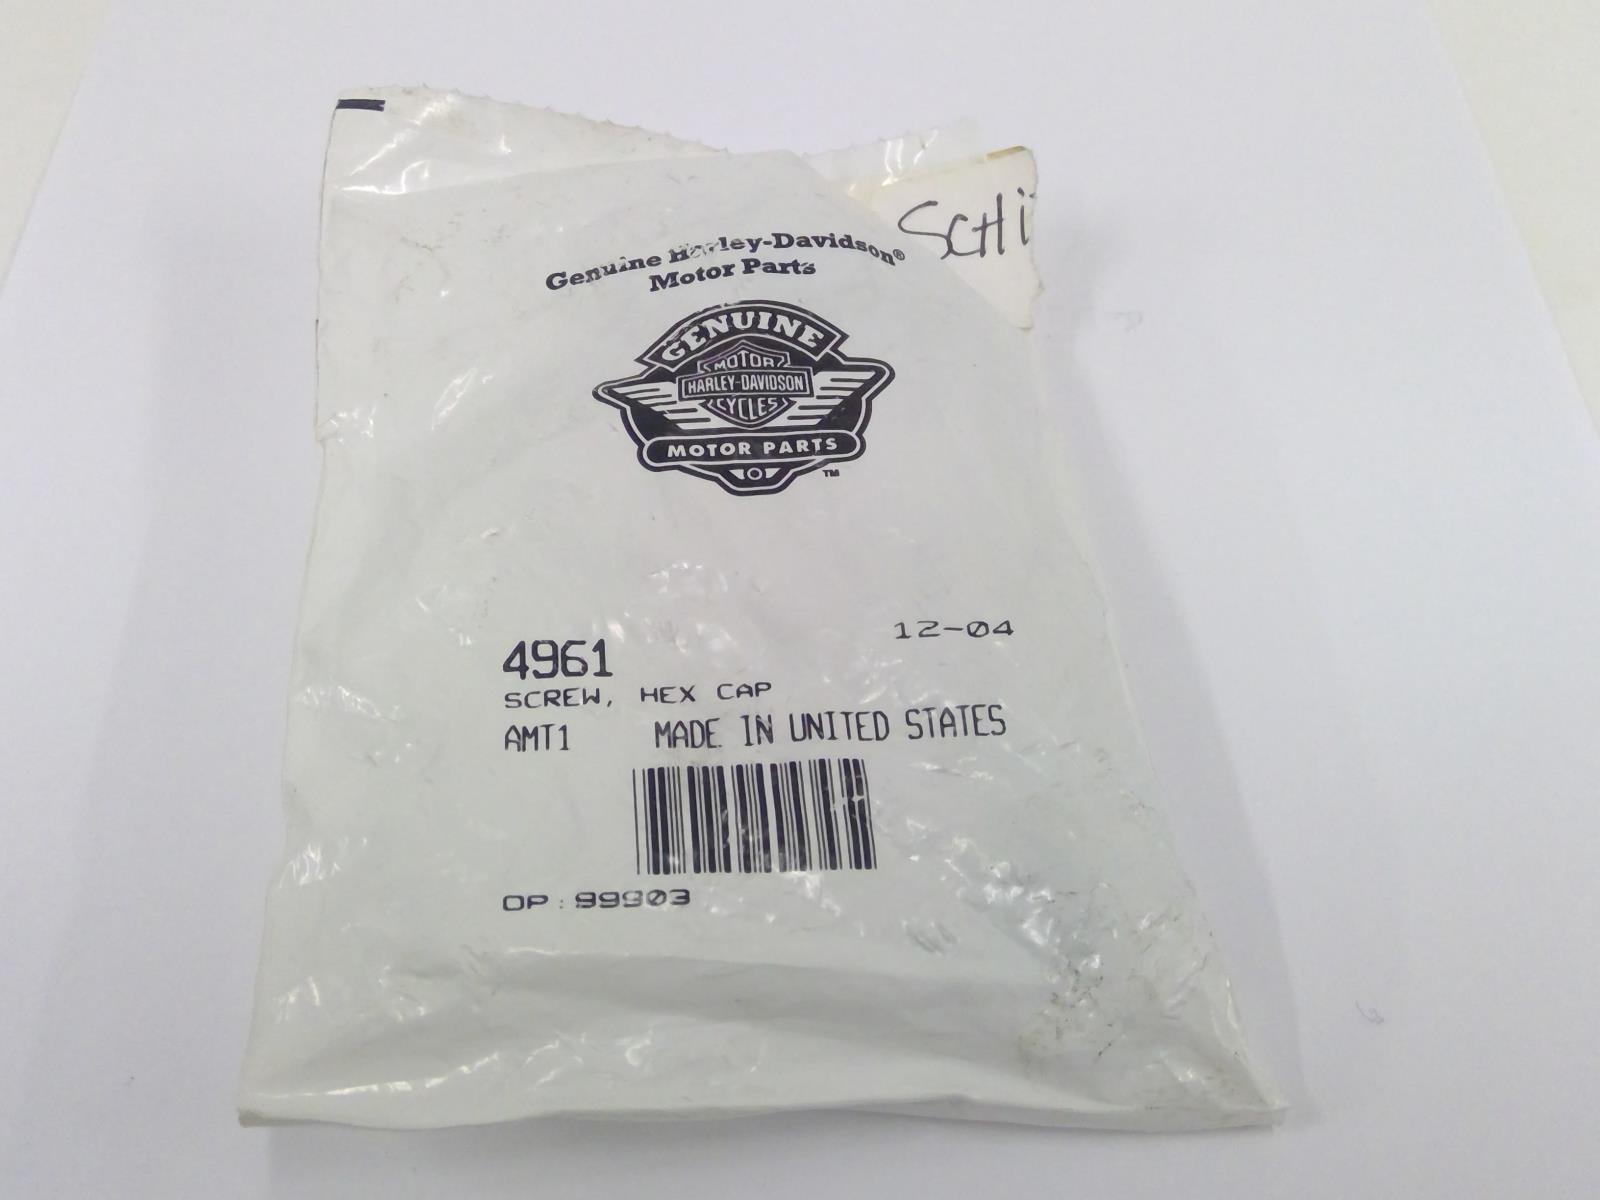 SCHi
Genuine Harley-Davidson®
Motor Parts
GENUINE
MOTOR
HARLEY-DAVIDSON
CYCLES
MOTOR PARTS
TM
12-04
4961
SCREW, HEX CAP
AMT1 MADE IN UNITED STATES
OP: 99903